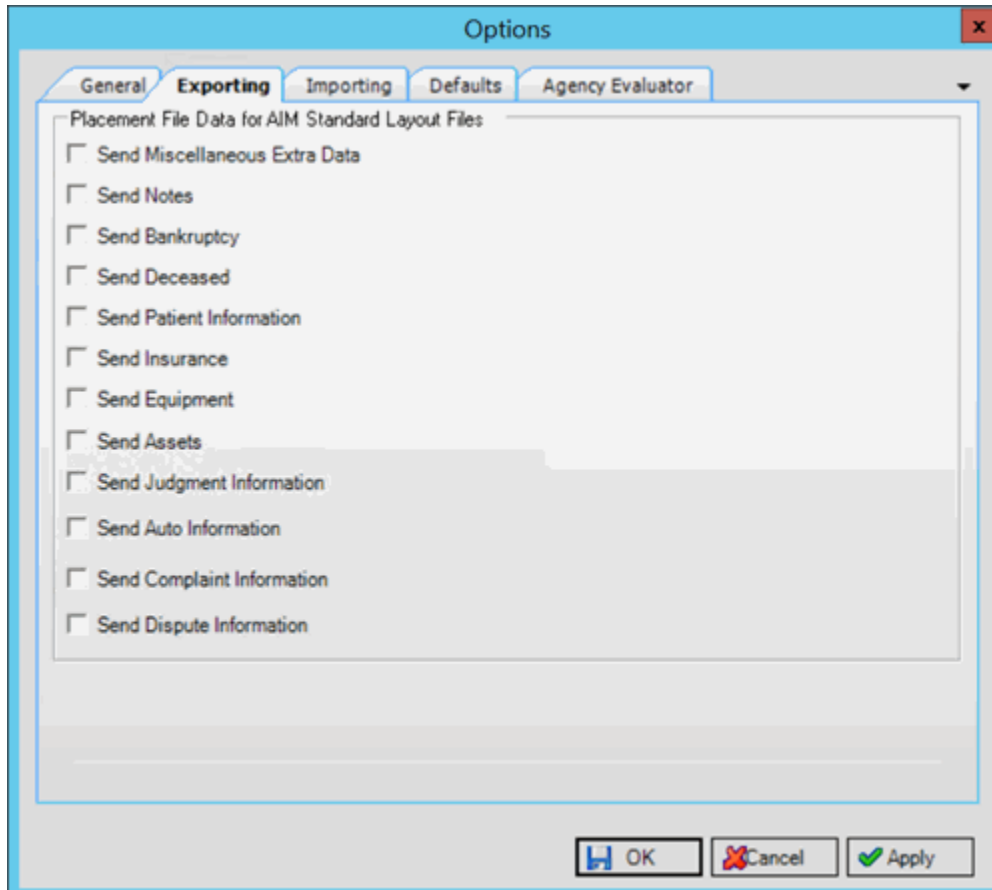 Options
x
General Exporting Importing Defaults Agency Evaluator
Placement File Data for AIM Standard Layout Files
Send Miscellaneous Extra Data
Send Notes
Send Bankruptcy
Send Deceased
Send Patient Information
Send Insurance
Send Equipment
Send Assets
Send Judgment Information
Send Auto Information
Send Complaint Information
Send Dispute Information
OK Cancel Apply